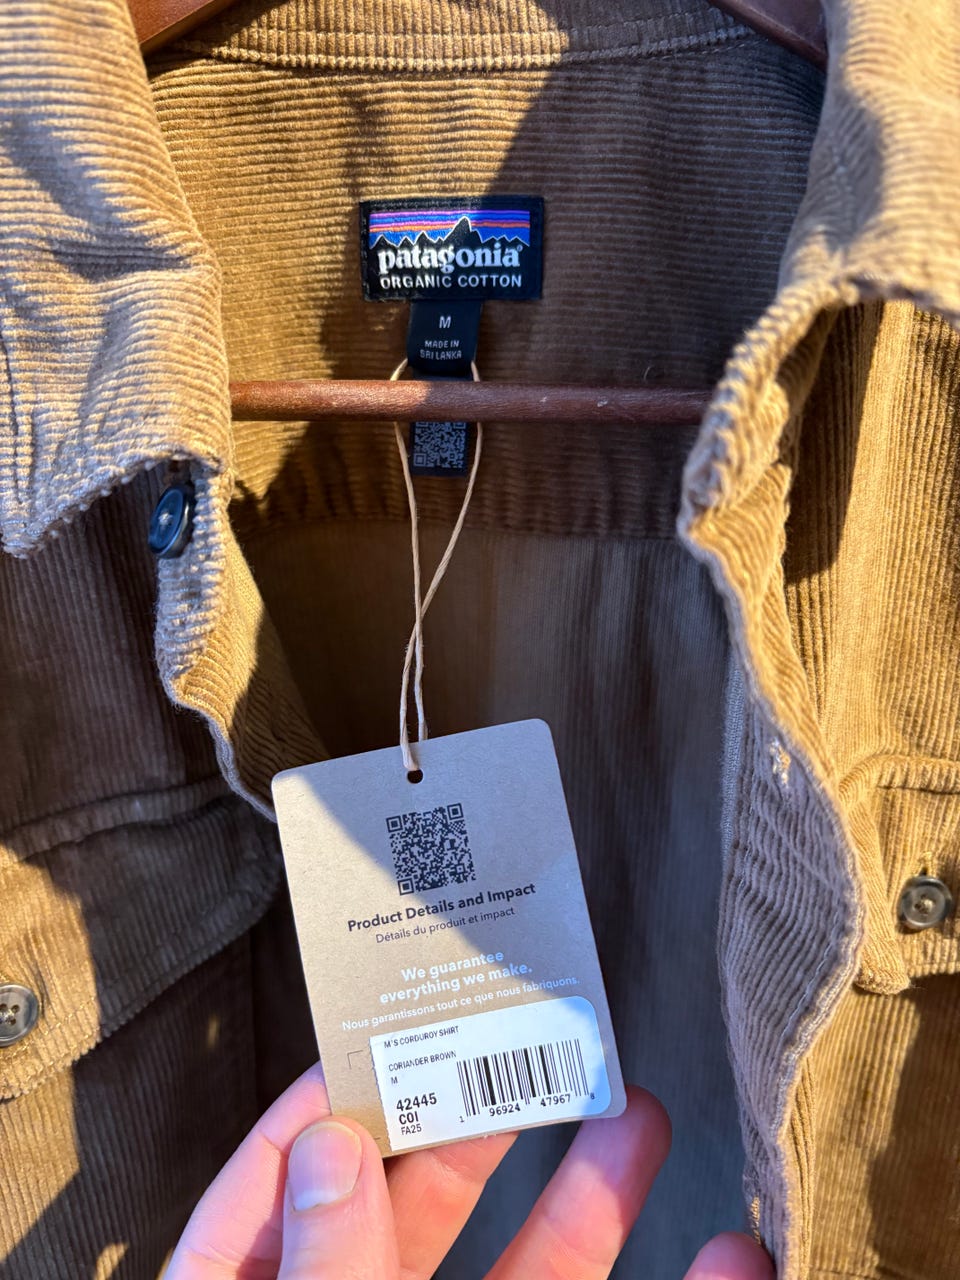 patagonia®
ORGANIC COTTON
M
MADE IN
SRI LANKA
Product Details and Impact
Détails du produit et impact
We guarantee
everything we make.
Nous garantissons tout ce que nous fabriquons.
M'S CORDUROY SHIRT
CORIANDER BROWN
M
42445
COI
FA25
1 96924 47967 8